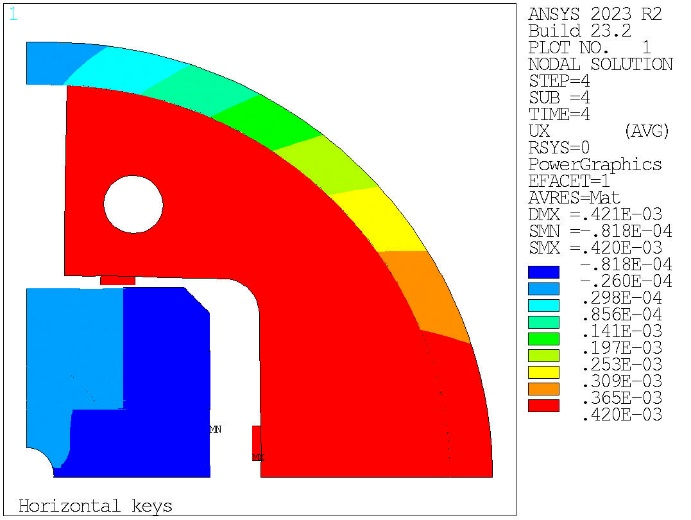 1
ANSYS 2023 R2
Build 23.2
PLOT NO. 1
NODAL SOLUTION
STEP=4
SUB =4
TIME=4
UX (AVG)
RSYS=0
PowerGraphics
EFACET=1
AVRES=Mat
DMX =.421E-03
SMN =-.818E-04
SMX =.420E-03
-.818E-04
-.260E-04
.298E-04
.856E-04
.141E-03
.197E-03
.253E-03
.309E-03
.365E-03
.420E-03
MN
MX
Horizontal keys